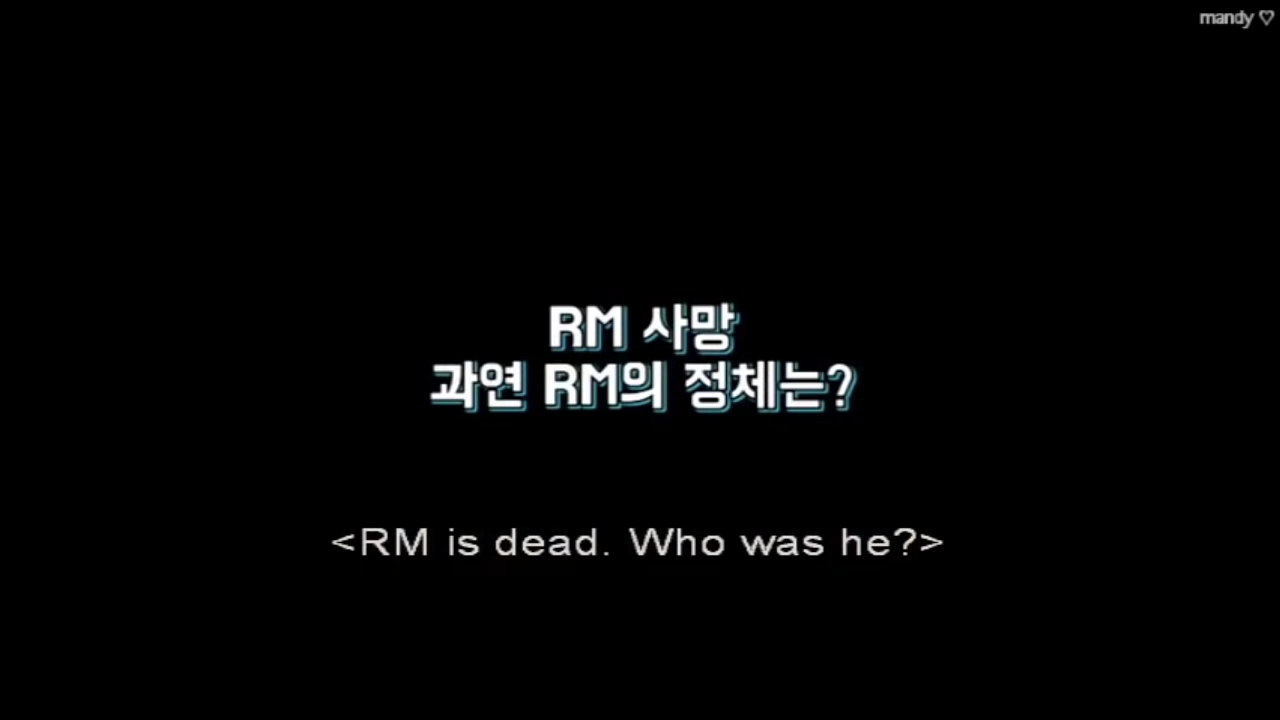 mandy ♡
RM 사망
과연 RM의 정체는?
<RM is dead. Who was he?>